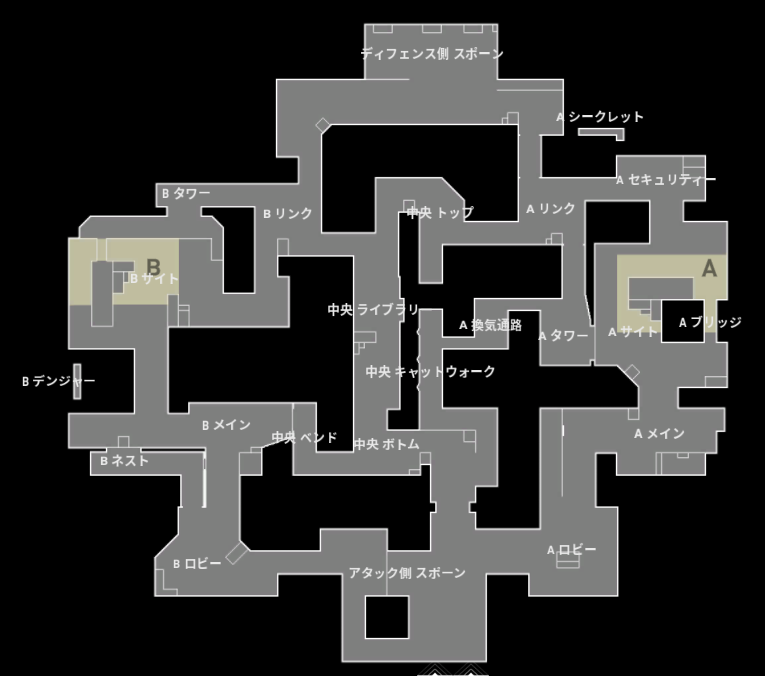 ディフェンス側 スポーン
A シークレット
A セキュリティー
B タワー
B リンク
中央 トップ
A リンク
B
B サイト
A
中央 ライブラリ
A 換気通路
A タワー
A サイト
A ブリッジ
B デンジャー
中央 キャットウォーク
B メイン
中央 ベンド
中央 ボトム
A メイン
B ネスト
B ロビー
アタック側 スポーン
A ロビー